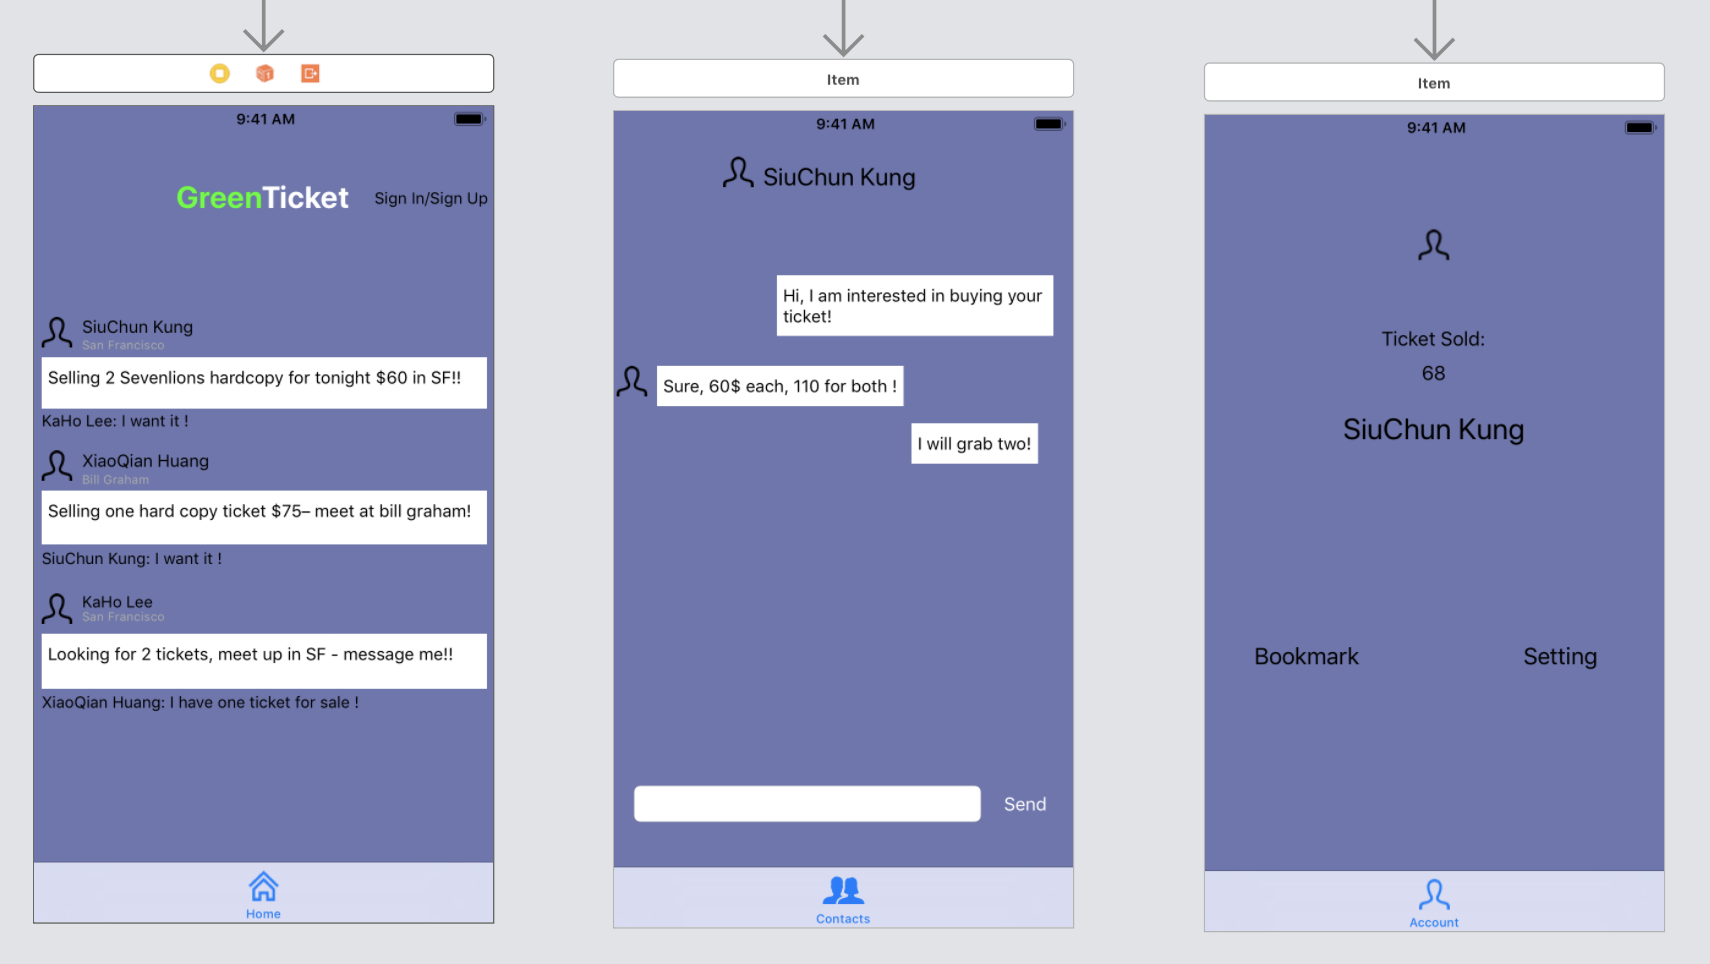 9:41 AM
GreenTicket
Sign In/Sign Up
SiuChun Kung
San Francisco
Selling 2 Sevenlions hardcopy for tonight $60 in SF!!
KaHo Lee: I want it !
XiaoQian Huang
Bill Graham
Selling one hard copy ticket $75– meet at bill graham!
SiuChun Kung: I want it !
KaHo Lee
San Francisco
Looking for 2 tickets, meet up in SF - message me!!
XiaoQian Huang: I have one ticket for sale !
Home
Item
9:41 AM
SiuChun Kung
Hi, I am interested in buying your
ticket!
Sure, 60$ each, 110 for both !
I will grab two!
Send
Contacts
Item
9:41 AM
Ticket Sold:
68
SiuChun Kung
Bookmark
Setting
Account